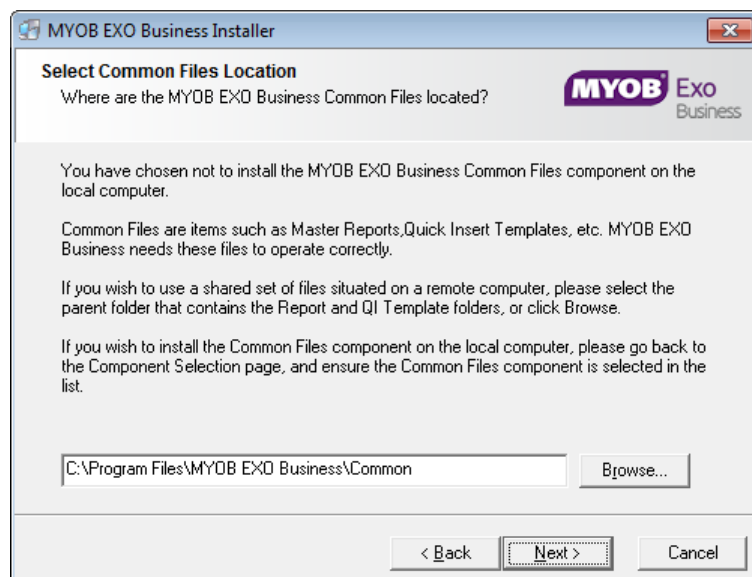 MYOB EXO Business Installer
Select Common Files Location
Where are the MYOB EXO Business Common Files located?
MYOB Exo
Business
You have chosen not to install the MYOB EXO Business Common Files component on the
local computer.
Common Files are items such as Master Reports,Quick Insert Templates, etc. MYOB EXO
Business needs these files to operate correctly.
If you wish to use a shared set of files situated on a remote computer, please select the
parent folder that contains the Report and QI Template folders, or click Browse.
If you wish to install the Common Files component on the local computer, please go back to
the Component Selection page, and ensure the Common Files component is selected in the
list.
C:\Program Files\MYOB EXO Business\Common
Browse...
< Back
Next >
Cancel